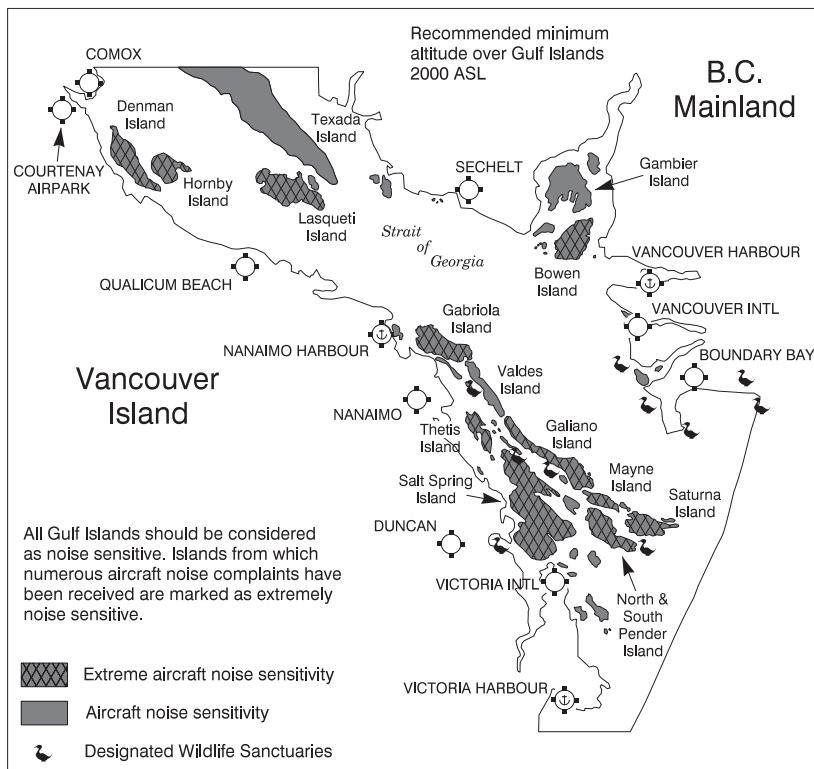 Recommended minimum
altitude over Gulf Islands
2000 ASL
B.C.
Mainland
COMOX
Denman
Island
Texada
Island
COURTENAY
AIRPARK
Hornby
Island
Lasqueti
Island
SECHELT
Gambier
Island
Strait
of
Georgia
Bowen
Island
VANCOUVER HARBOUR
QUALICUM BEACH
VANCOUVER INTL
Gabriola
Island
NANAIMO HARBOUR
BOUNDARY BAY
Vancouver
Island
Valdes
Island
NANAIMO
Thetis
Island
Galiano
Island
Mayne
Island
Salt Spring
Island
Saturna
Island
DUNCAN
All Gulf Islands should be considered
as noise sensitive. Islands from which
numerous aircraft noise complaints have
been received are marked as extremely
noise sensitive.
VICTORIA INTL
North &
South
Pender
Island
Extreme aircraft noise sensitivity
VICTORIA HARBOUR
Aircraft noise sensitivity
Designated Wildlife Sanctuaries